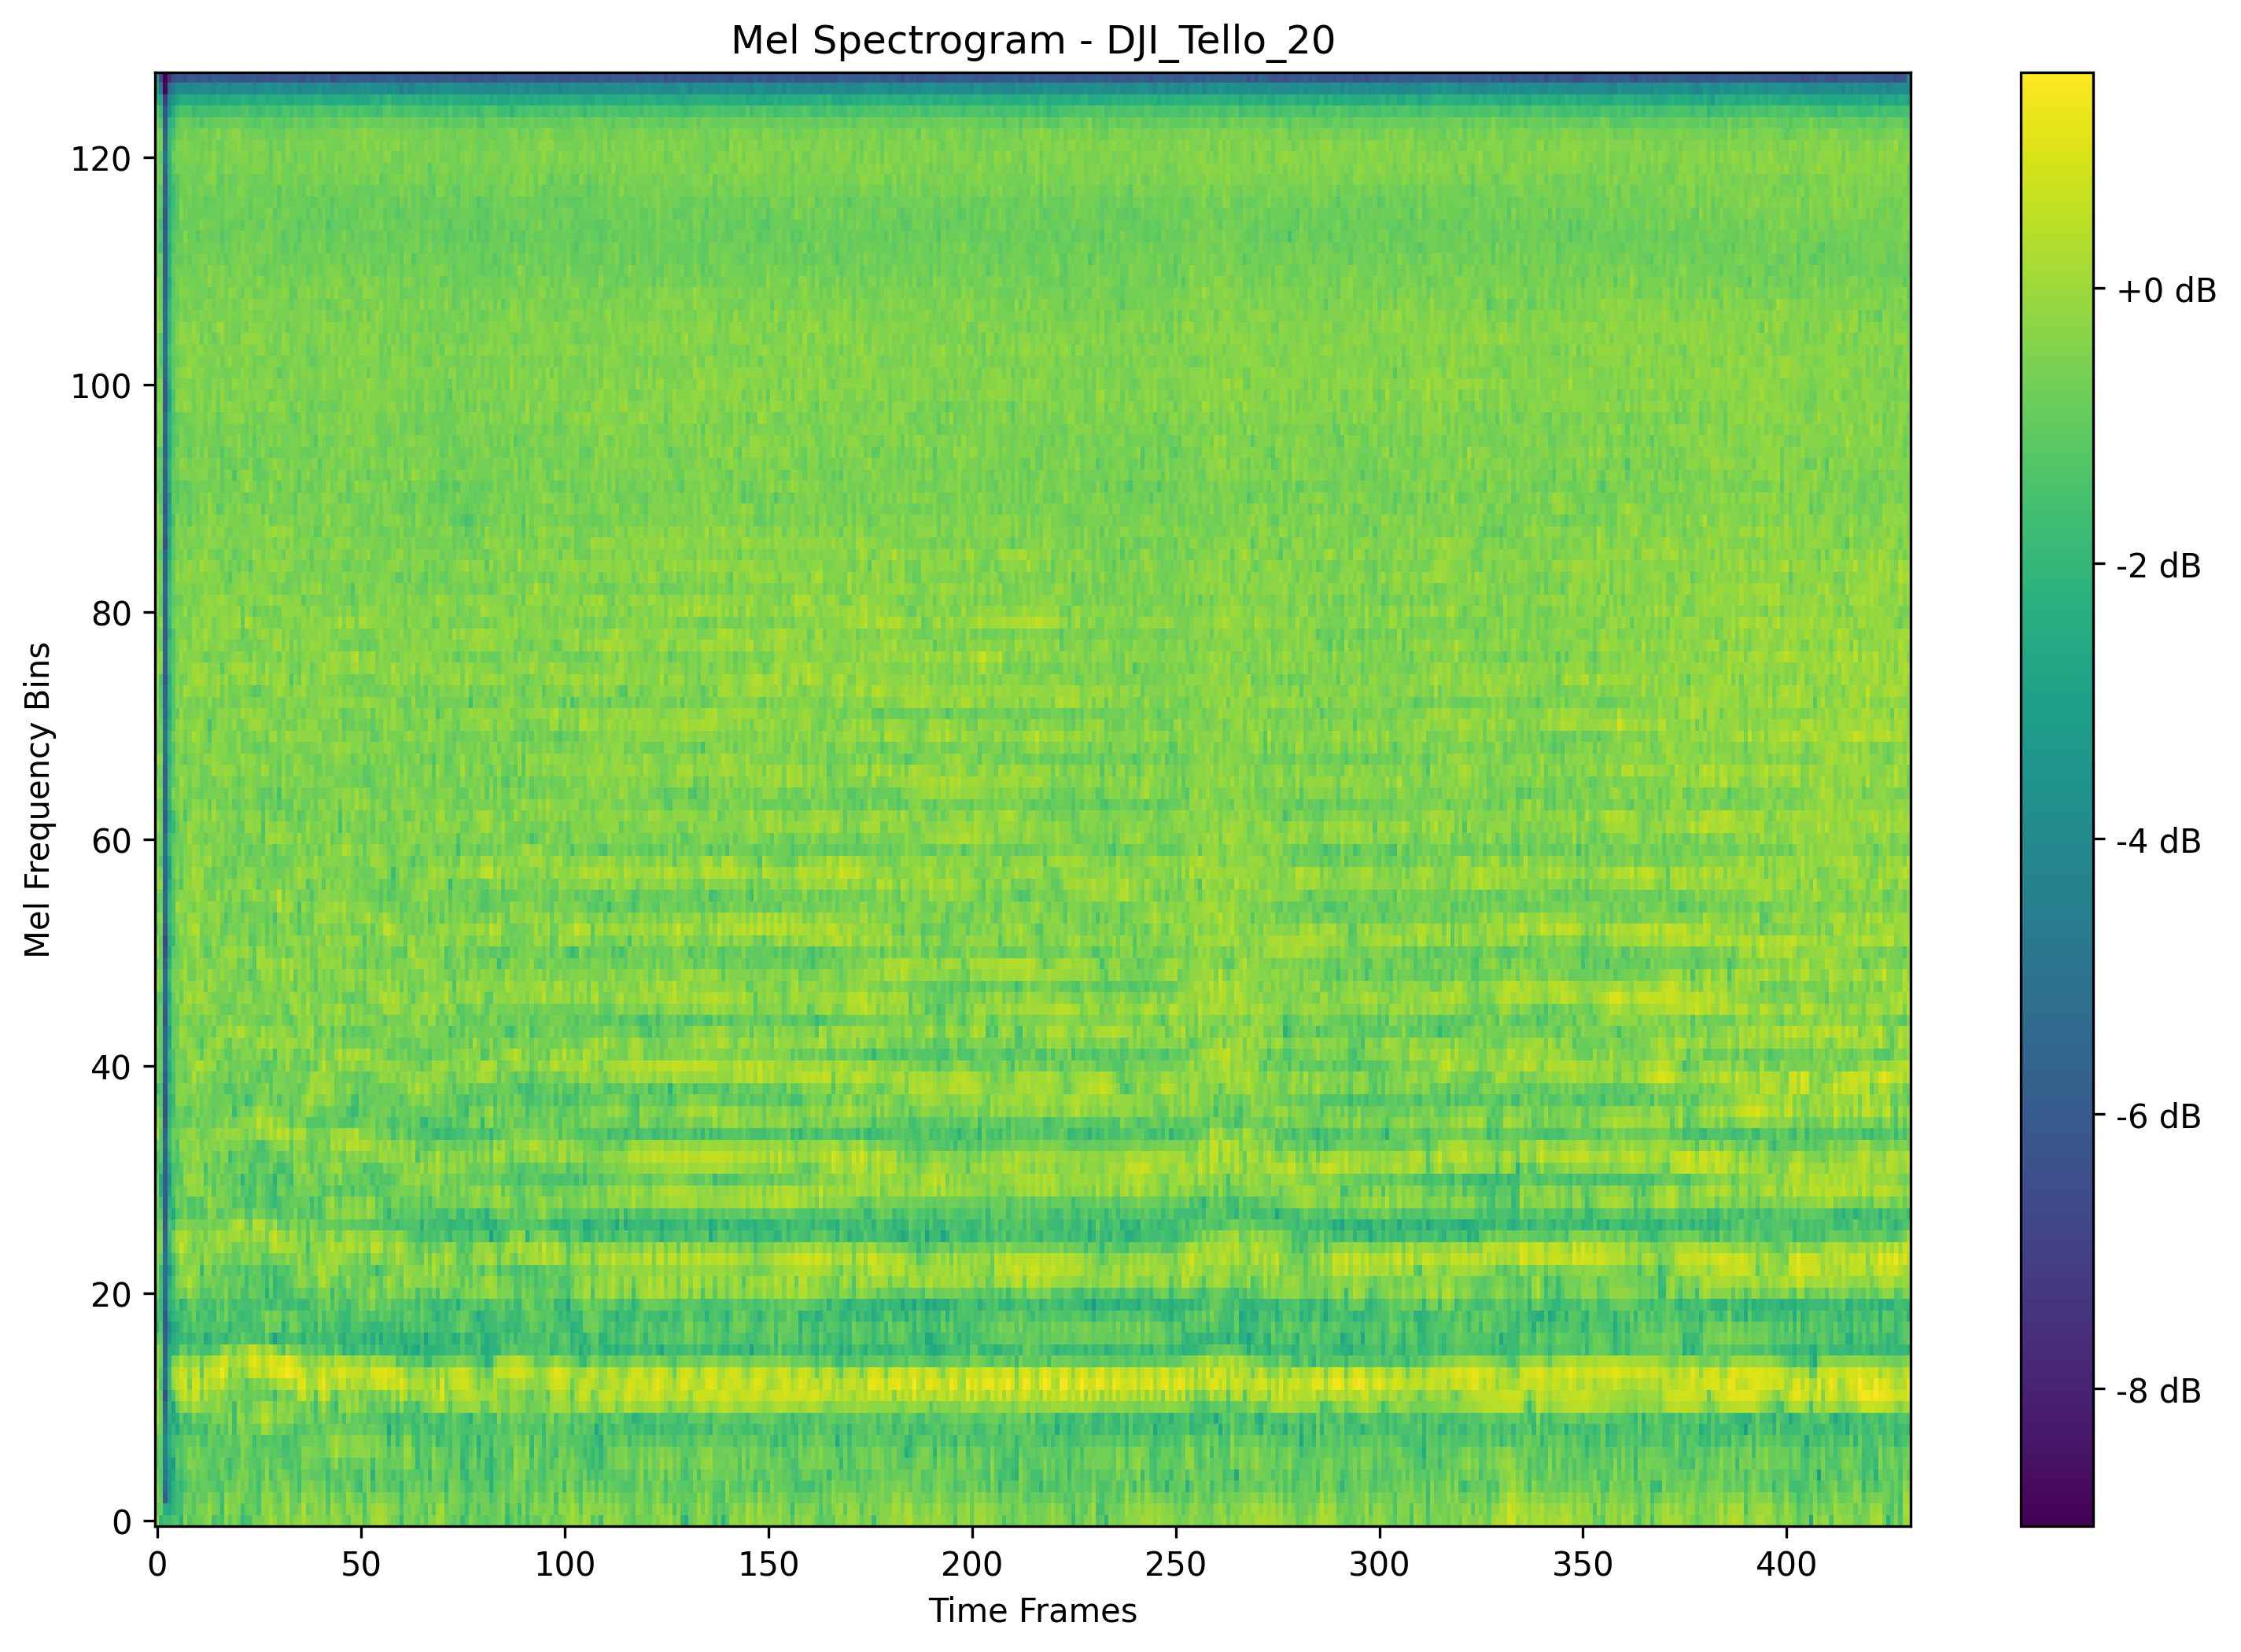 Mel Spectrogram - DJI_Tello_20
Mel Frequency Bins
120
100
80
60
40
20
0
0 50 100 150 200 250 300 350 400
Time Frames
+0 dB
-2 dB
-4 dB
-6 dB
-8 dB